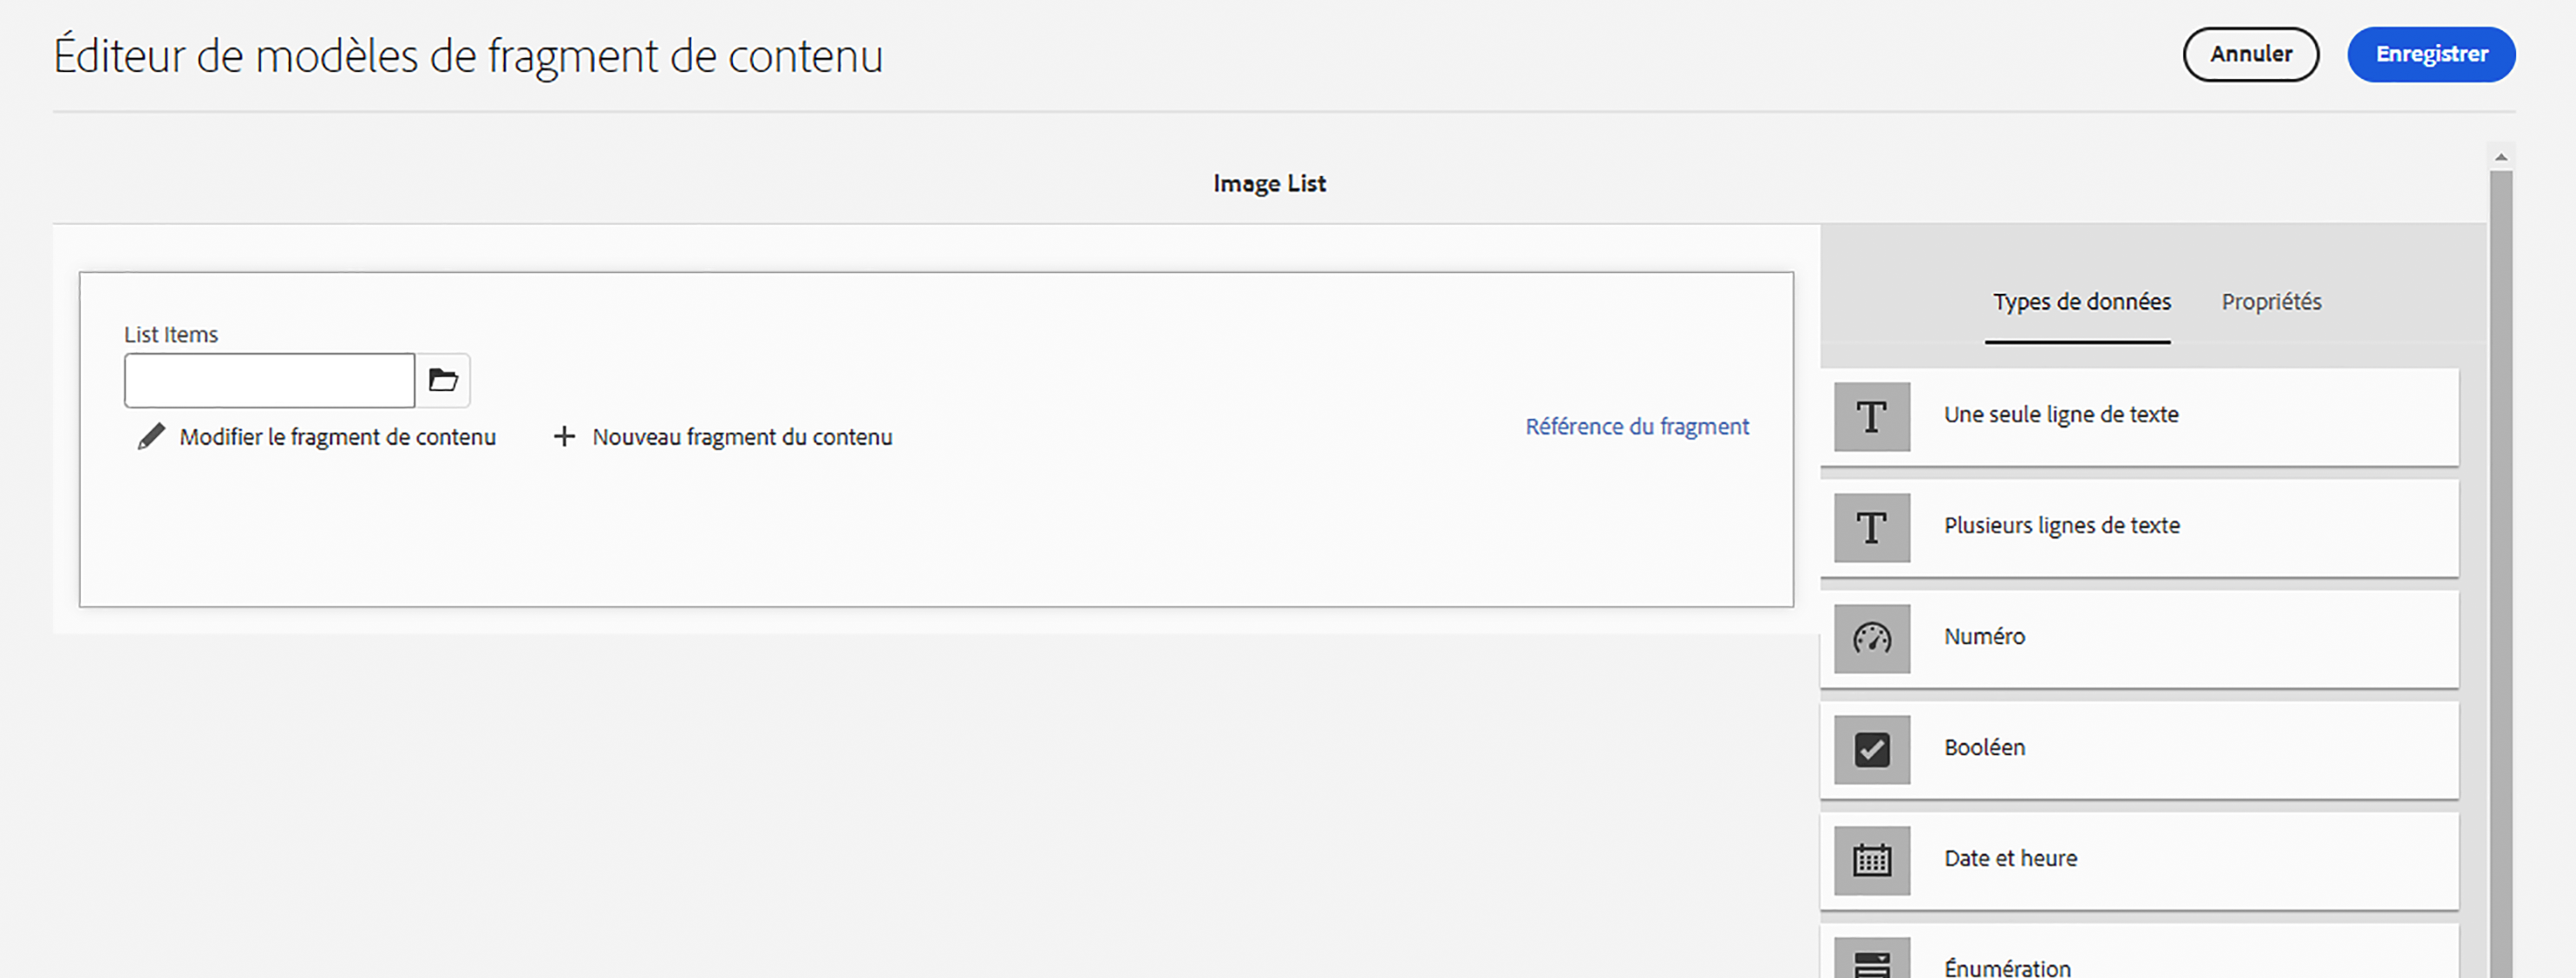 Éditeur de modèles de fragment de contenu
Annuler
Enregistrer
Image List
List Items
Modifier le fragment de contenu
Nouveau fragment du contenu
Référence du fragment
Types de données
Propriétés
Une seule ligne de texte
Plusieurs lignes de texte
Numéro
Booléen
Date et heure
Énumération